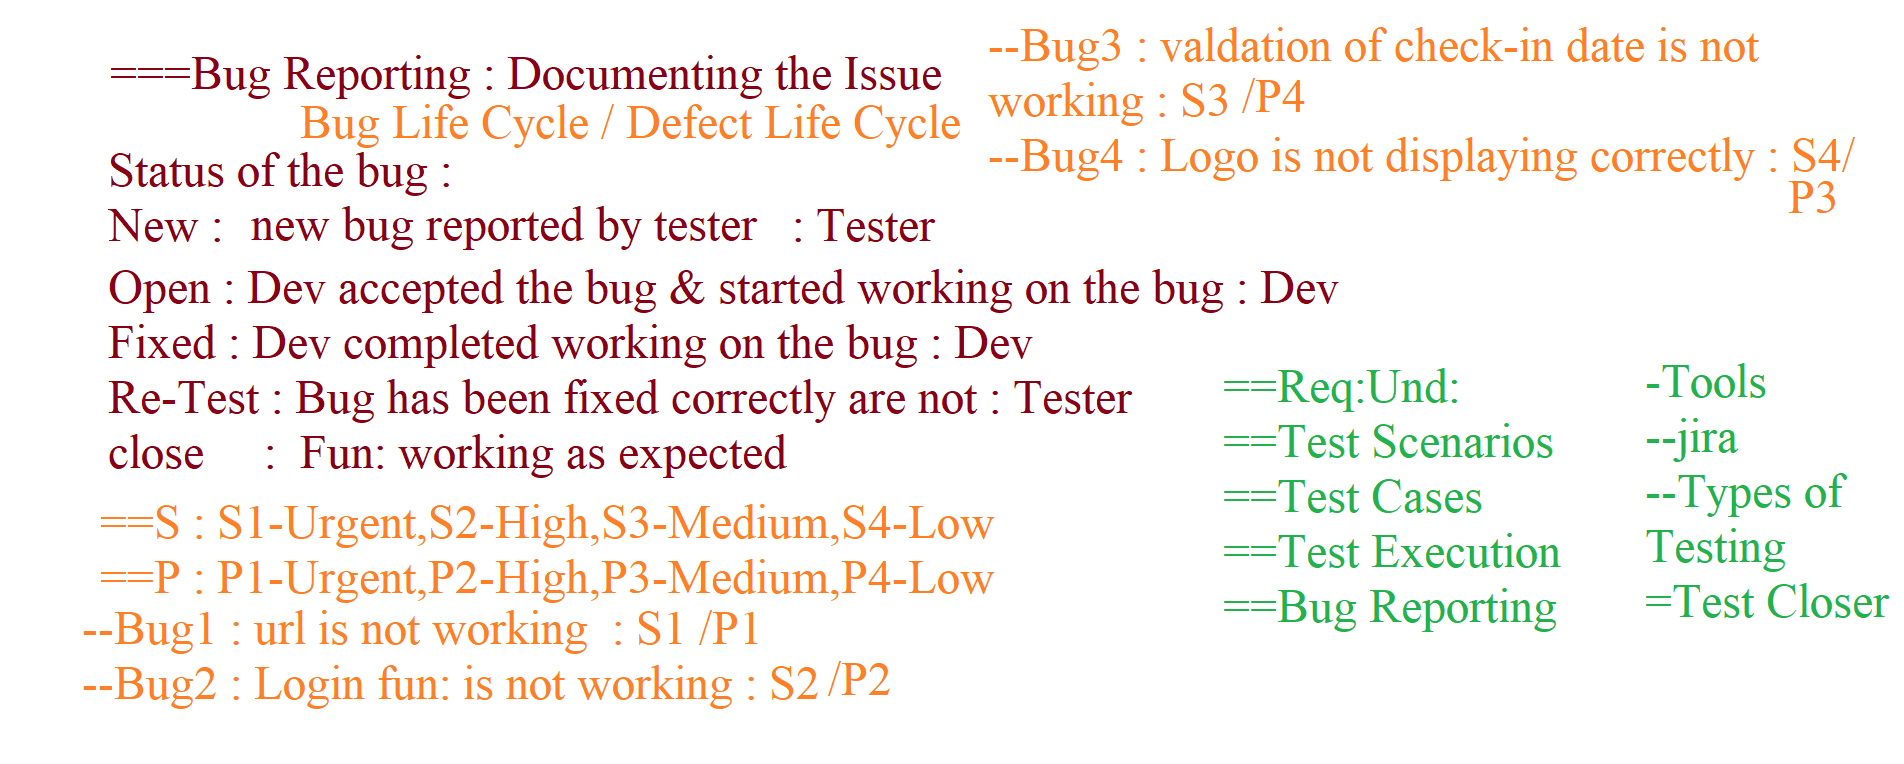 ===Bug Reporting : Documenting the Issue
Bug Life Cycle / Defect Life Cycle
Status of the bug :
New :  new bug reported by tester   : Tester
Open : Dev accepted the bug & started working on the bug : Dev
Fixed : Dev completed working on the bug : Dev
Re-Test : Bug has been fixed correctly are not : Tester
close     :  Fun: working as expected
==S : S1-Urgent,S2-High,S3-Medium,S4-Low
==P : P1-Urgent,P2-High,P3-Medium,P4-Low
--Bug1 : url is not working  : S1 /P1
--Bug2 : Login fun: is not working : S2 /P2
--Bug3 : valdation of check-in date is not
working : S3 /P4
--Bug4 : Logo is not displaying correctly : S4/
P3
==Req:Und:
==Test Scenarios
==Test Cases
==Test Execution
==Bug Reporting
-Tools
--jira
--Types of
Testing
=Test Closer